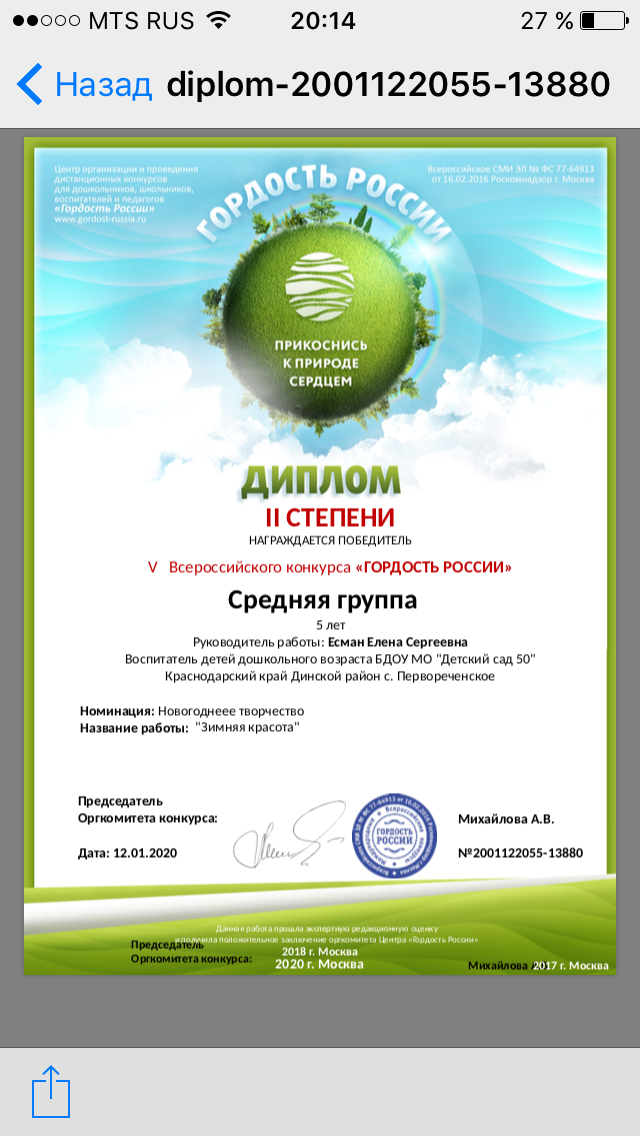 MTS RUS 20:14 27 %
Назад diplom-2001122055-13880
Центр организации и проведения
дистанционных конкурсов
для дошкольников, школьников,
воспитателей и педагогов
«Гордость России»
www.gordost-russia.ru
Всероссийское СМИ ЭЛ № ФС 77-64913
от 16.02.2016 Роскомнадзор г. Москва
ГОРДОСТЬ РОССИИ
ПРИКОСНИСЬ
К ПРИРОДЕ
СЕРДЦЕМ
ДИПЛОМ
II СТЕПЕНИ
НАГРАЖДАЕТСЯ ПОБЕДИТЕЛЬ
V Всероссийского конкурса «ГОРДОСТЬ РОССИИ»
Средняя группа
5 лет
Руководитель работы: Есман Елена Сергеевна
Воспитатель детей дошкольного возраста БДОУ МО "Детский сад 50"
Краснодарский край Динской район с. Первореченское
Номинация: Новогоднеее творчество
Название работы: "Зимняя красота"
Председатель
Оргкомитета конкурса:
Михайлова А.В.
Дата: 12.01.2020
№2001122055-13880
ГОРДОСТЬ
РОССИИ
Данная работа прошла экспертную редакционную оценку
и получила положительное заключение оргкомитета Центра «Гордость России»
Председатель
Оргкомитета конкурса:
2018 г. Москва
2020 г. Москва
Михайлова
2017 г. Москва